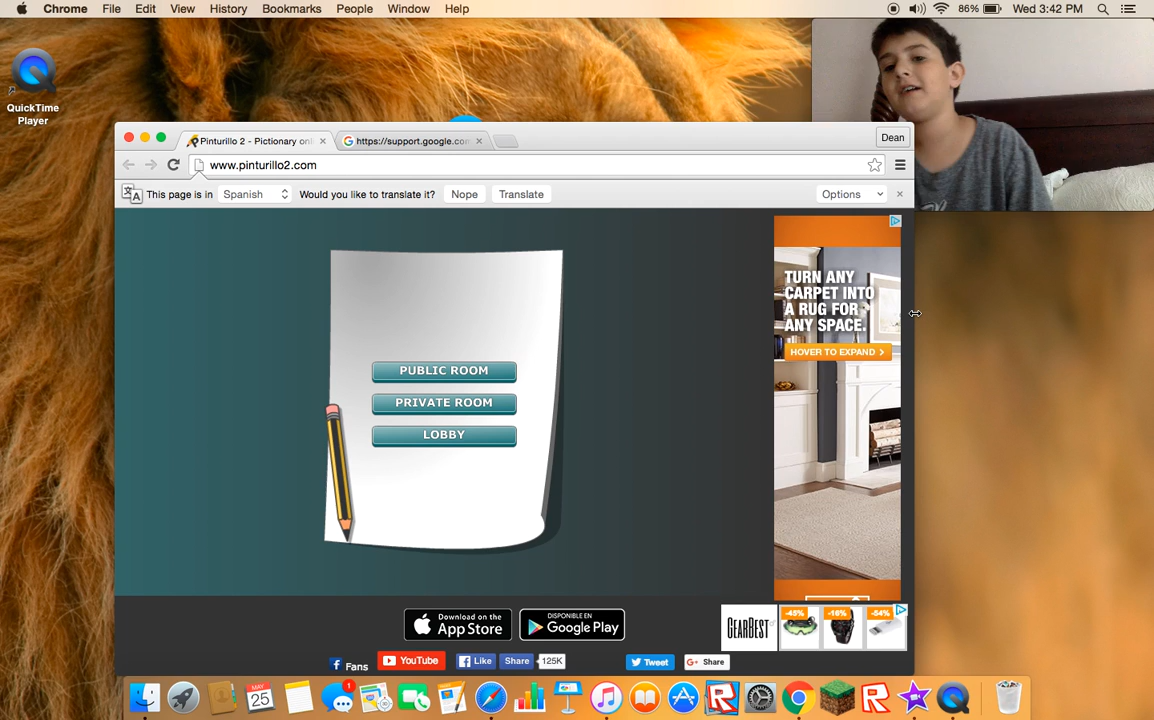 Chrome File Edit View History Bookmarks People Window Help 86% Wed 3:42 PM
QuickTime
Player
Pinturillo 2 - Pictionary onl
https://support.google.com
Dean
www.pinturillo2.com
This page is in Spanish Would you like to translate it? Nope Translate Options
TURN ANY
CARPET INTO
A RUG FOR
ANY SPACE.
HOVER TO EXPAND >
PUBLIC ROOM
PRIVATE ROOM
LOBBY
Download on the
App Store
DISPONIBLE EN
Google Play
GEARBEST
-45% -16% -54%
Fans YouTube Like Share 125K Tweet G+ Share
MAY
25
1